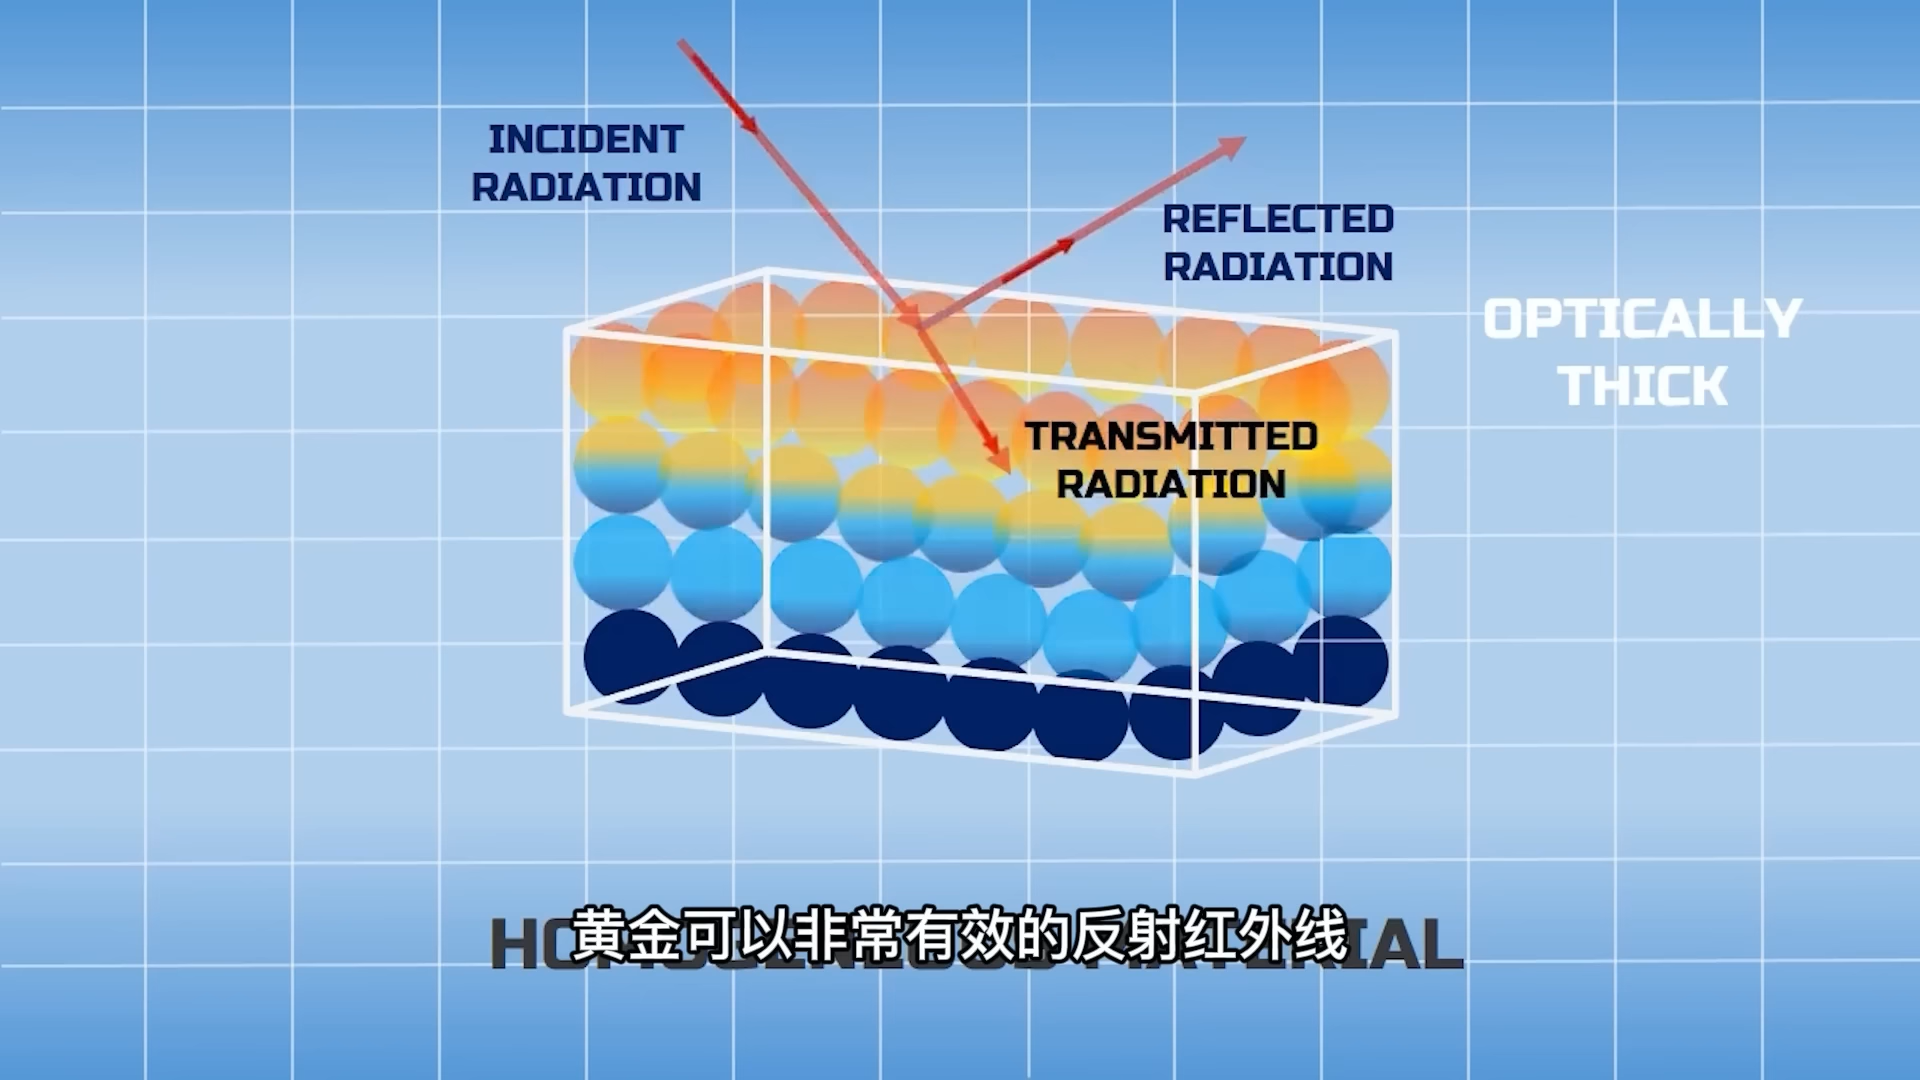 INCIDENT
RADIATION
REFLECTED
RADIATION
OPTICALLY
THICK
TRANSMITTED
RADIATION
黄金可以非常有效的反射红外线
MATERIAL